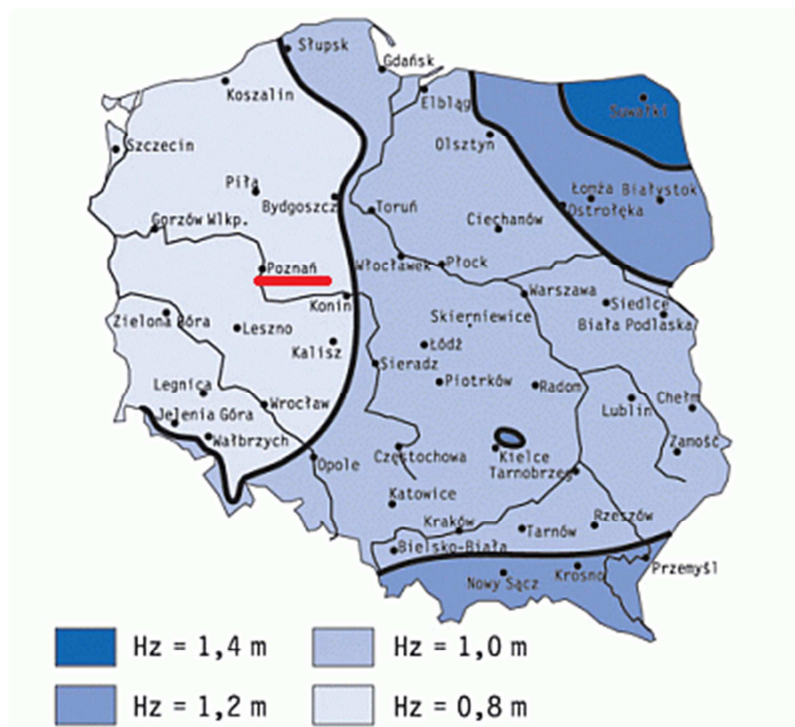 Słupsk
Gdańsk
Koszalin
Elbląg
Suwałki
Szczecin
Olsztyn
Piła
Łomża Białystok
Bydgoszcz
Toruń
Ostrołęka
Gorzów Wlkp.
Ciechanów
Poznań
Włocławek
Płock
Konin
Warszawa
Siedlce
Zielona Góra
Leszno
Skierniewice
Biała Podlaska
Kalisz
Łódź
Sieradz
Legnica
Piotrków
Radom
Chełm
Wrocław
Lublin
Jelenia Góra
Wałbrzych
Zamość
Opole
Częstochowa
Kielce
Tarnobrzeg
Katowice
Kraków
Rzeszów
Tarnów
Bielsko-Biała
Nowy Sącz
Krosno
Przemyśl
Hz = 1,4 m
Hz = 1,0 m
Hz = 1,2 m
Hz = 0,8 m